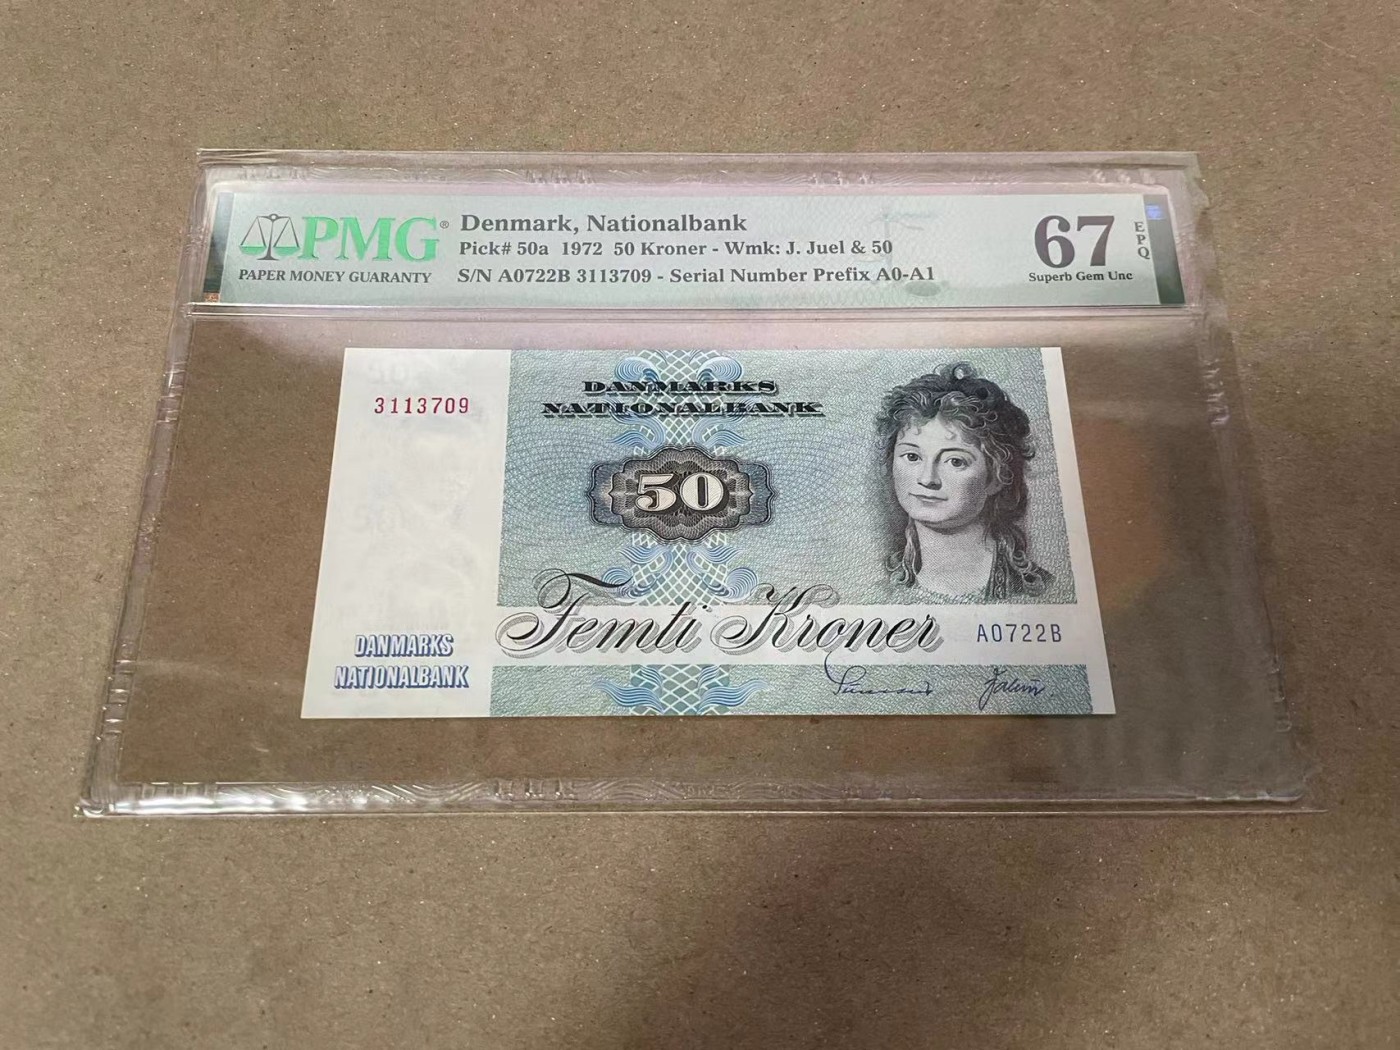 PMG®
PAPER MONEY GUARANTY
Denmark, Nationalbank
Pick# 50a 1972 50 Kroner - Wmk: J. Juel & 50
S/N A0722B 3113709 - Serial Number Prefix A0-A1
67 EPQ
Superb Gem Unc
3113709
DANMARKS
NATIONALBANK
50
Femti Kroner
A0722B
DANMARKS
NATIONALBANK